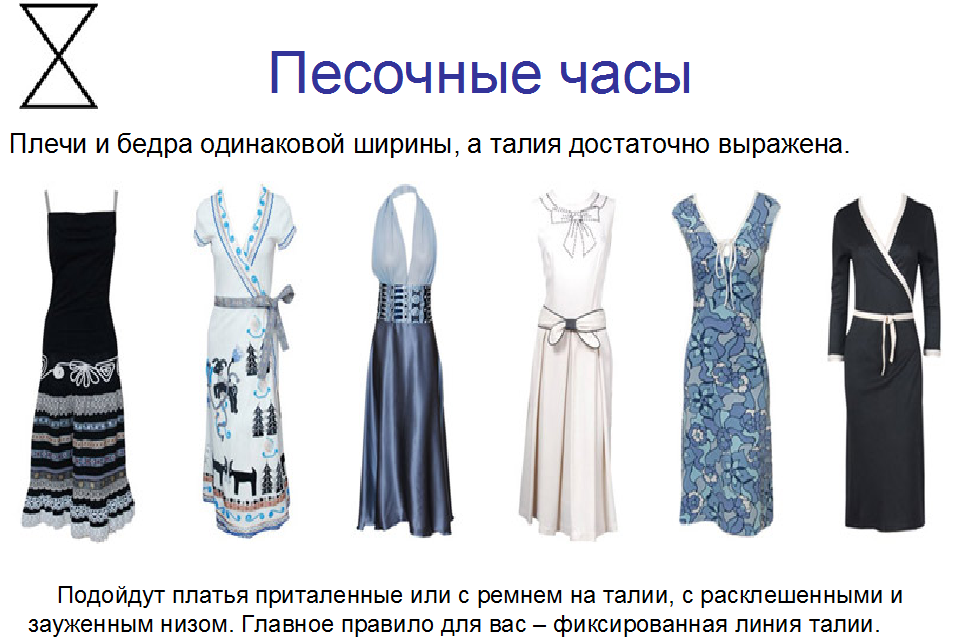 Песочные часы
Плечи и бедра одинаковой ширины, а талия достаточно выражена.
Подойдут платья приталенные или с ремнем на талии, с расклешенными и
зауженным низом. Главное правило для вас – фиксированная линия талии.